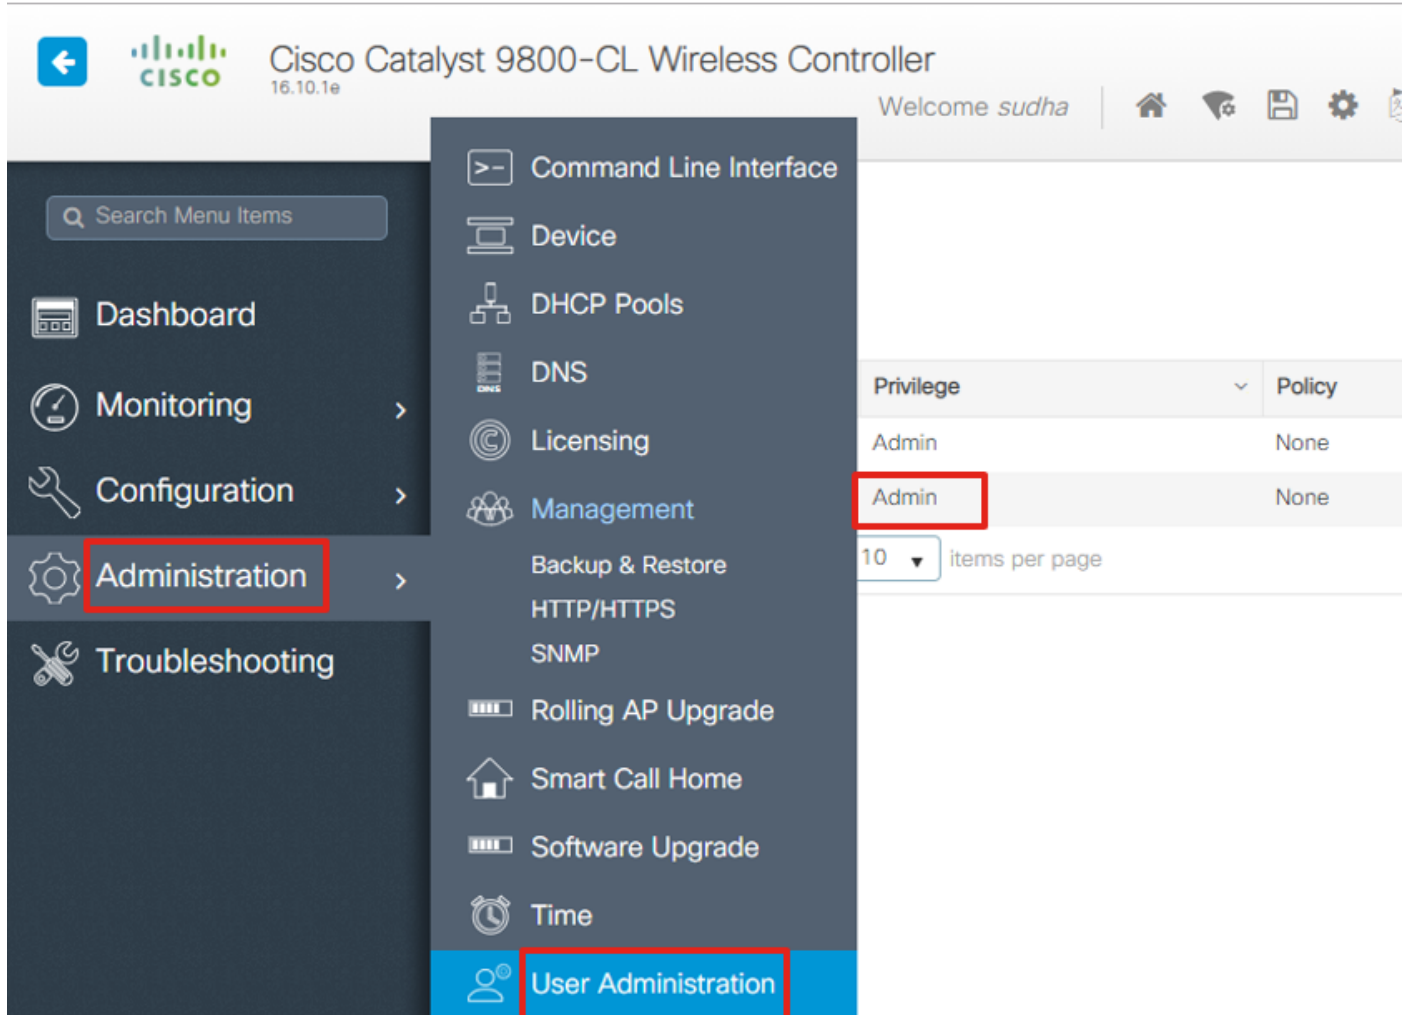 CISCO
Cisco Catalyst 9800-CL Wireless Controller
16.10.1e
Welcome sudha
Search Menu Items
Dashboard
Monitoring
Configuration
Administration
Troubleshooting
>-
Command Line Interface
Device
DHCP Pools
DNS
DNS
Licensing
Management
Backup & Restore
HTTP/HTTPS
SNMP
Rolling AP Upgrade
Smart Call Home
Software Upgrade
Time
User Administration
Privilege Policy
Admin None
Admin None
10 items per page